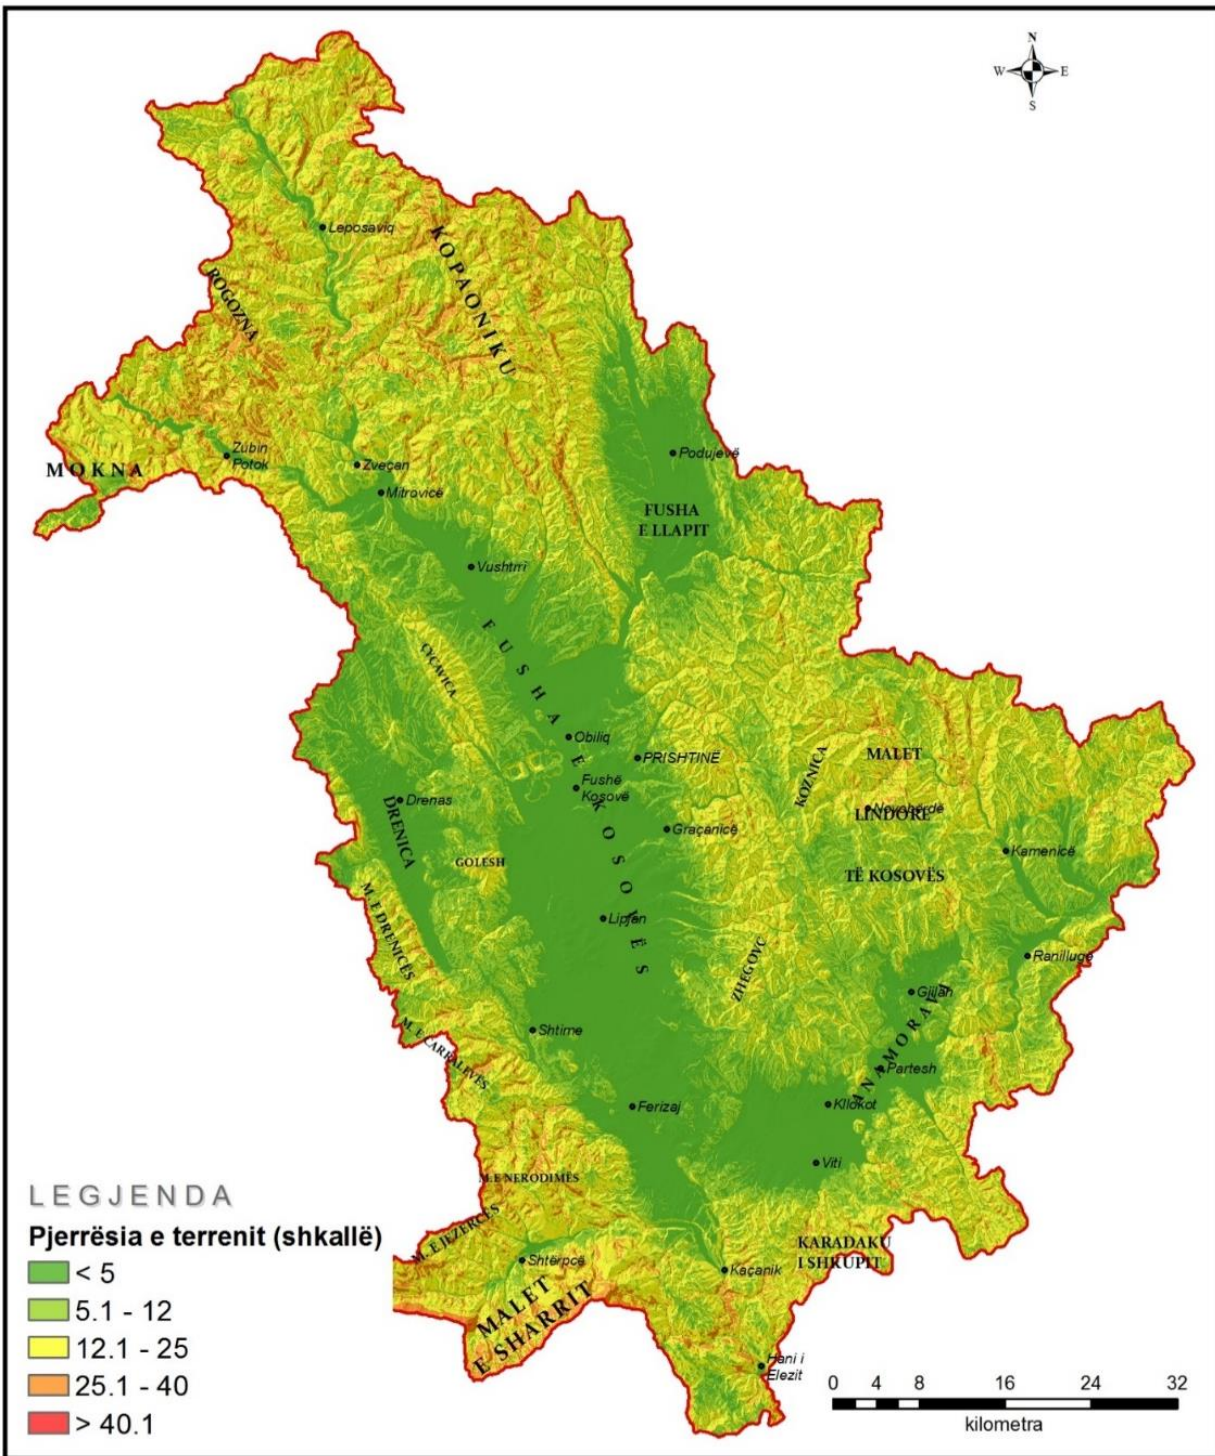 N
W E
S
Leposaviq
KOPAONIKU
ROGOZNA
Zubin
Potok
MOKNA
Zveçan
Mitrovicë
Podujevë
FUSHA
E LLAPIT
Vushtrri
FUSHA E KOSOVËS
ÇYÇAVICA
Obiliq
PRISHTINË
Fushë
Kosovë
KOZNICA
MALET
Novobërdë
LINDORE
TË KOSOVËS
Drenas
DRENICA
Graçanicë
Kamenicë
GOLESH
M. E DRENICËS
Lipjan
ZHEGOVC
Ranillugë
Gjilan
ANAMORAVA
Shtime
M. E CARRALEVËS
Partesh
Ferizaj
Kllokot
Viti
M.E NERODIMËS
M. E JEZERCËS
Shtërpcë
KARADAKU
I SHKUPIT
Kaçanik
MALET
E SHARRIT
Hani i
Elezit
LEGJENDA
Pjerrësia e terrenit (shkallë)
< 5
5.1 - 12
12.1 - 25
25.1 - 40
> 40.1
0 4 8 16 24 32
kilometra